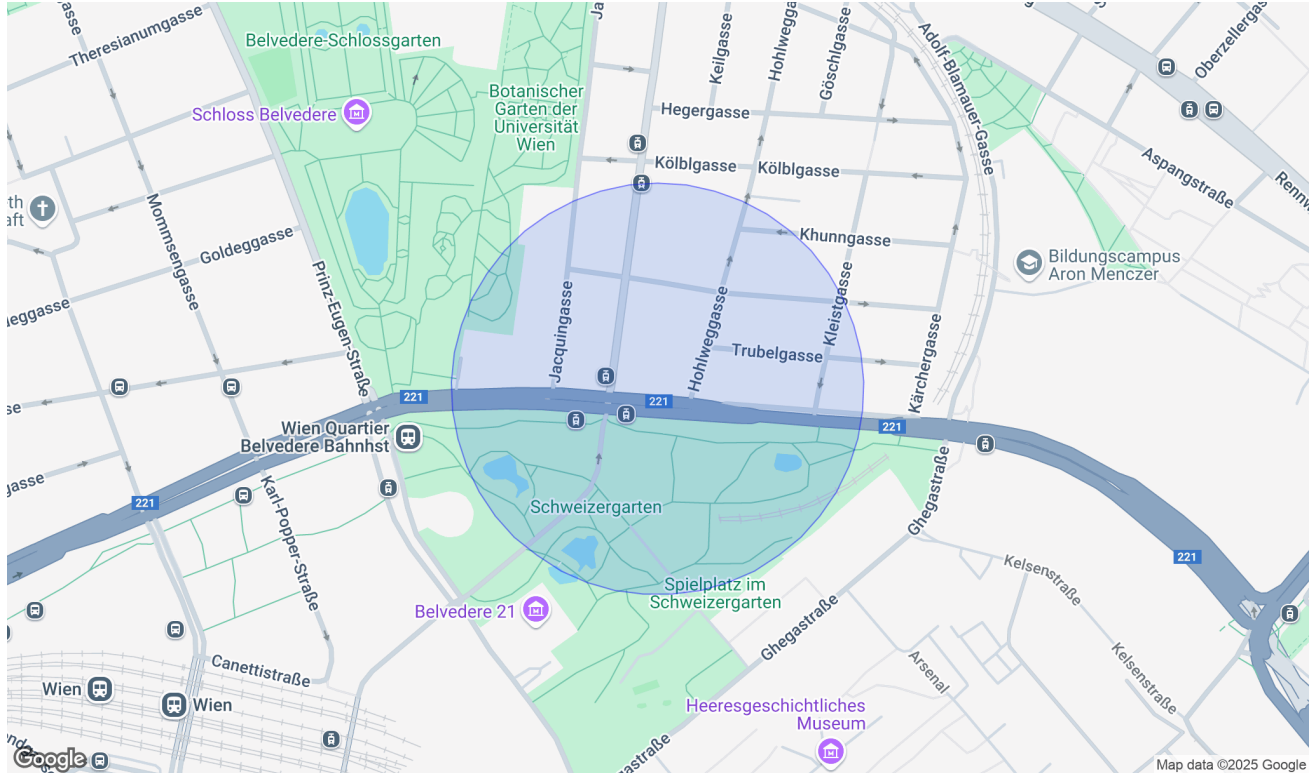 Theresianumgasse
Belvedere-Schlossgarten
Schloss Belvedere
Botanischer
Garten der
Universität
Wien
Keilgasse
Hohlwegga
Göschlgasse
Adolf-Blamauer-Gasse
Oberzellergas
Hegergasse
Kölblgasse
Kölblgasse
Aspangstraße
Rennw
Mommsengasse
Goldeggasse
Khunngasse
Bildungscampus
Aron Menczer
Prinz-Eugen-Straße
Jacquingasse
Hohlweggasse
Kleistgasse
Trubelgasse
Kärchergasse
221
221
221
Wien Quartier
Belvedere Bahnhst
Karl-Popper-Straße
221
Schweizergarten
Ghegastraße
221
Kelsenstraße
Spielplatz im
Schweizergarten
Belvedere 21
Ghegastraße
Kelsenstraße
Arsenal
Canettistraße
Wien
Wien
Heeresgeschichtliches
Museum
Google
Map data ©2025 Google